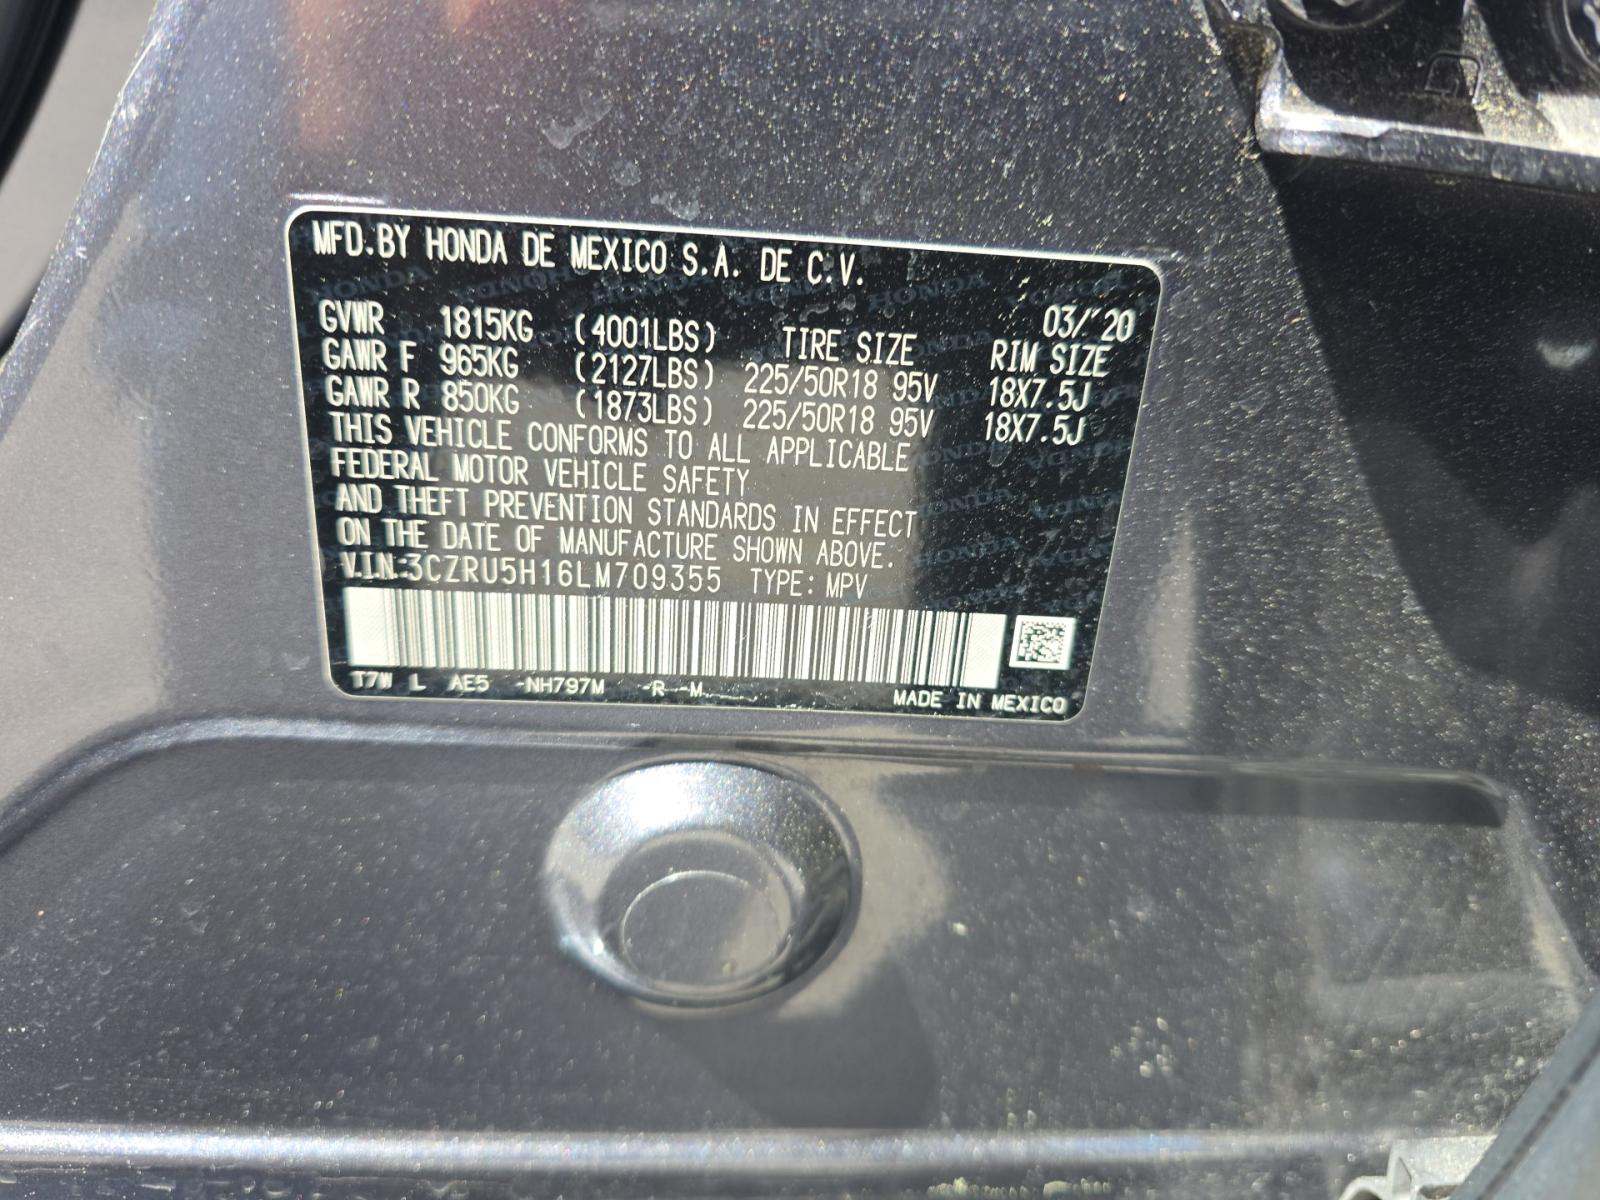 MFD.BY HONDA DE MEXICO S.A. DE C.V.
03/'20
GVWR 1815KG (4001LBS) TIRE SIZE RIM SIZE
GAWR F 965KG (2127LBS) 225/50R18 95V 18X7.5J
GAWR R 850KG (1873LBS) 225/50R18 95V 18X7.5J
THIS VEHICLE CONFORMS TO ALL APPLICABLE
FEDERAL MOTOR VEHICLE SAFETY
AND THEFT PREVENTION STANDARDS IN EFFECT
ON THE DATE OF MANUFACTURE SHOWN ABOVE.
V.I.N:3CZRU5H16LM709355 TYPE: MPV
T7W L AE5 -NH797M -R--M
MADE IN MEXICO